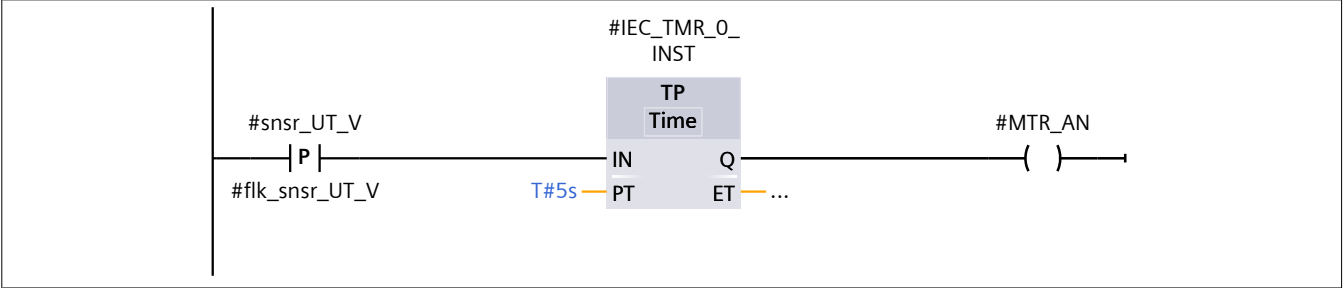 #IEC_TMR_0_
INST
TP
Time
#snsr_UT_V
#MTR_AN
P
IN
Q
#flk_snsr_UT_V
T#5s
PT
ET
...